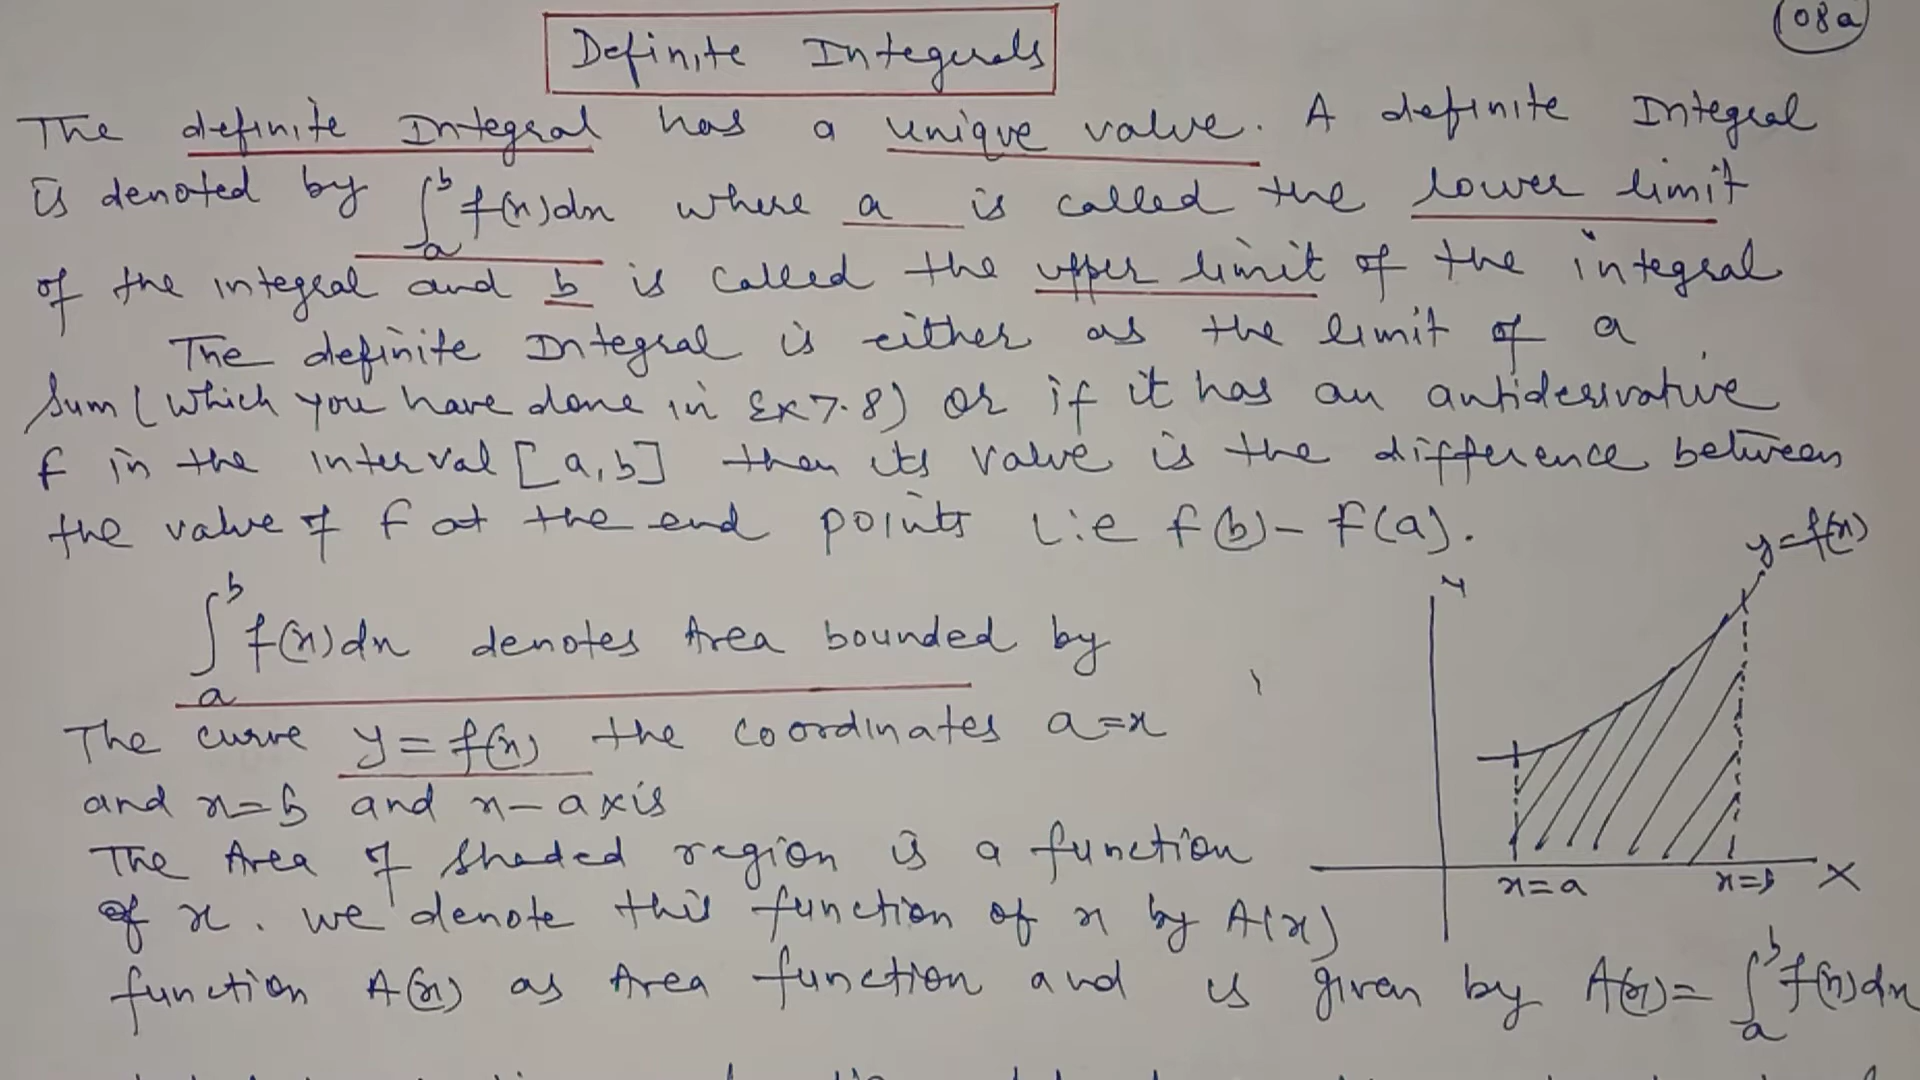 08a
Definite Integrals
The definite Integral has a unique value. A definite Integral
is denoted by ∫_a^b f(x)dx where a is called the lower limit
of the integral and b is called the upper limit of the integral
The definite Integral is either as the limit of a
Sum (which you have done in Ex 7.8) or if it has an antiderivative
F in the interval [a,b] then its value is the difference between
the value of F at the end points i.e F(b) - F(a).
∫_a^b f(x)dx denotes Area bounded by
The curve y = f(x) the coordinates a = x
and x = b and x-axis
The Area of shaded region is a function
of x. we denote this function of x by A(x)
function A(x) as Area function and is given by A(x) = ∫_a^b f(x)dx
Y
y = f(x)
x = a
x = b
X